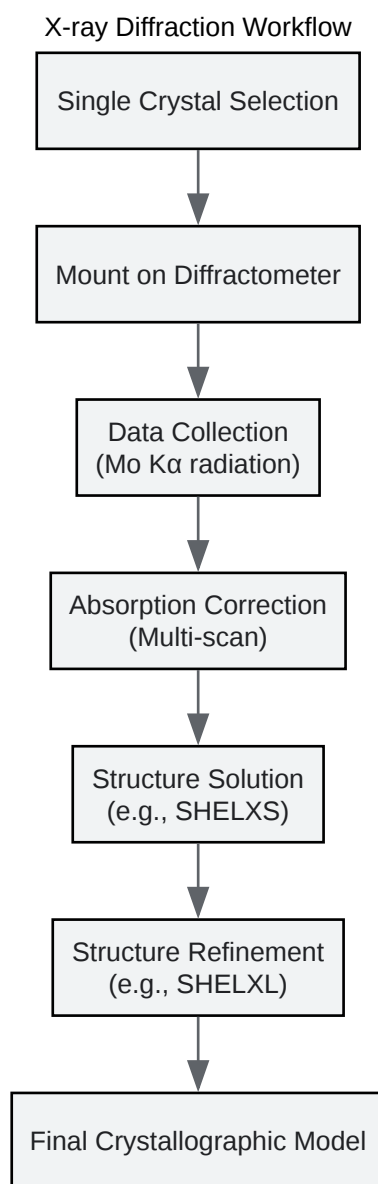 X-ray Diffraction Workflow
Single Crystal Selection
Mount on Diffractometer
Data Collection
(Mo Kα radiation)
Absorption Correction
(Multi-scan)
Structure Solution
(e.g., SHELXS)
Structure Refinement
(e.g., SHELXL)
Final Crystallographic Model